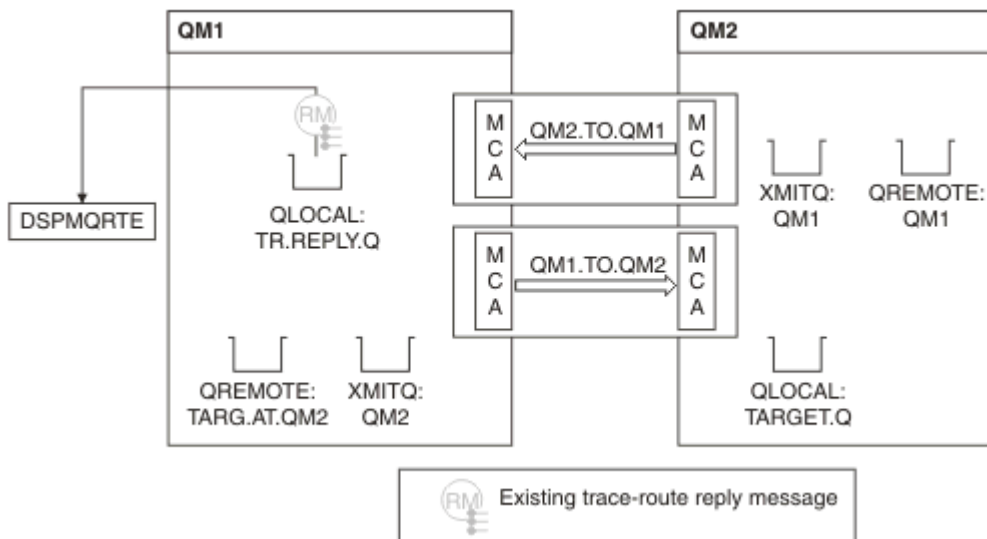 QM1
QM2
RM
M
C
A
QM2.TO.QM1
M
C
A
DSPMQRTE
QLOCAL:
TR.REPLY.Q
XMITQ:
QM1
QREMOTE:
QM1
M
C
A
QM1.TO.QM2
M
C
A
QREMOTE:
TARG.AT.QM2
XMITQ:
QM2
QLOCAL:
TARGET.Q
RM
Existing trace-route reply message